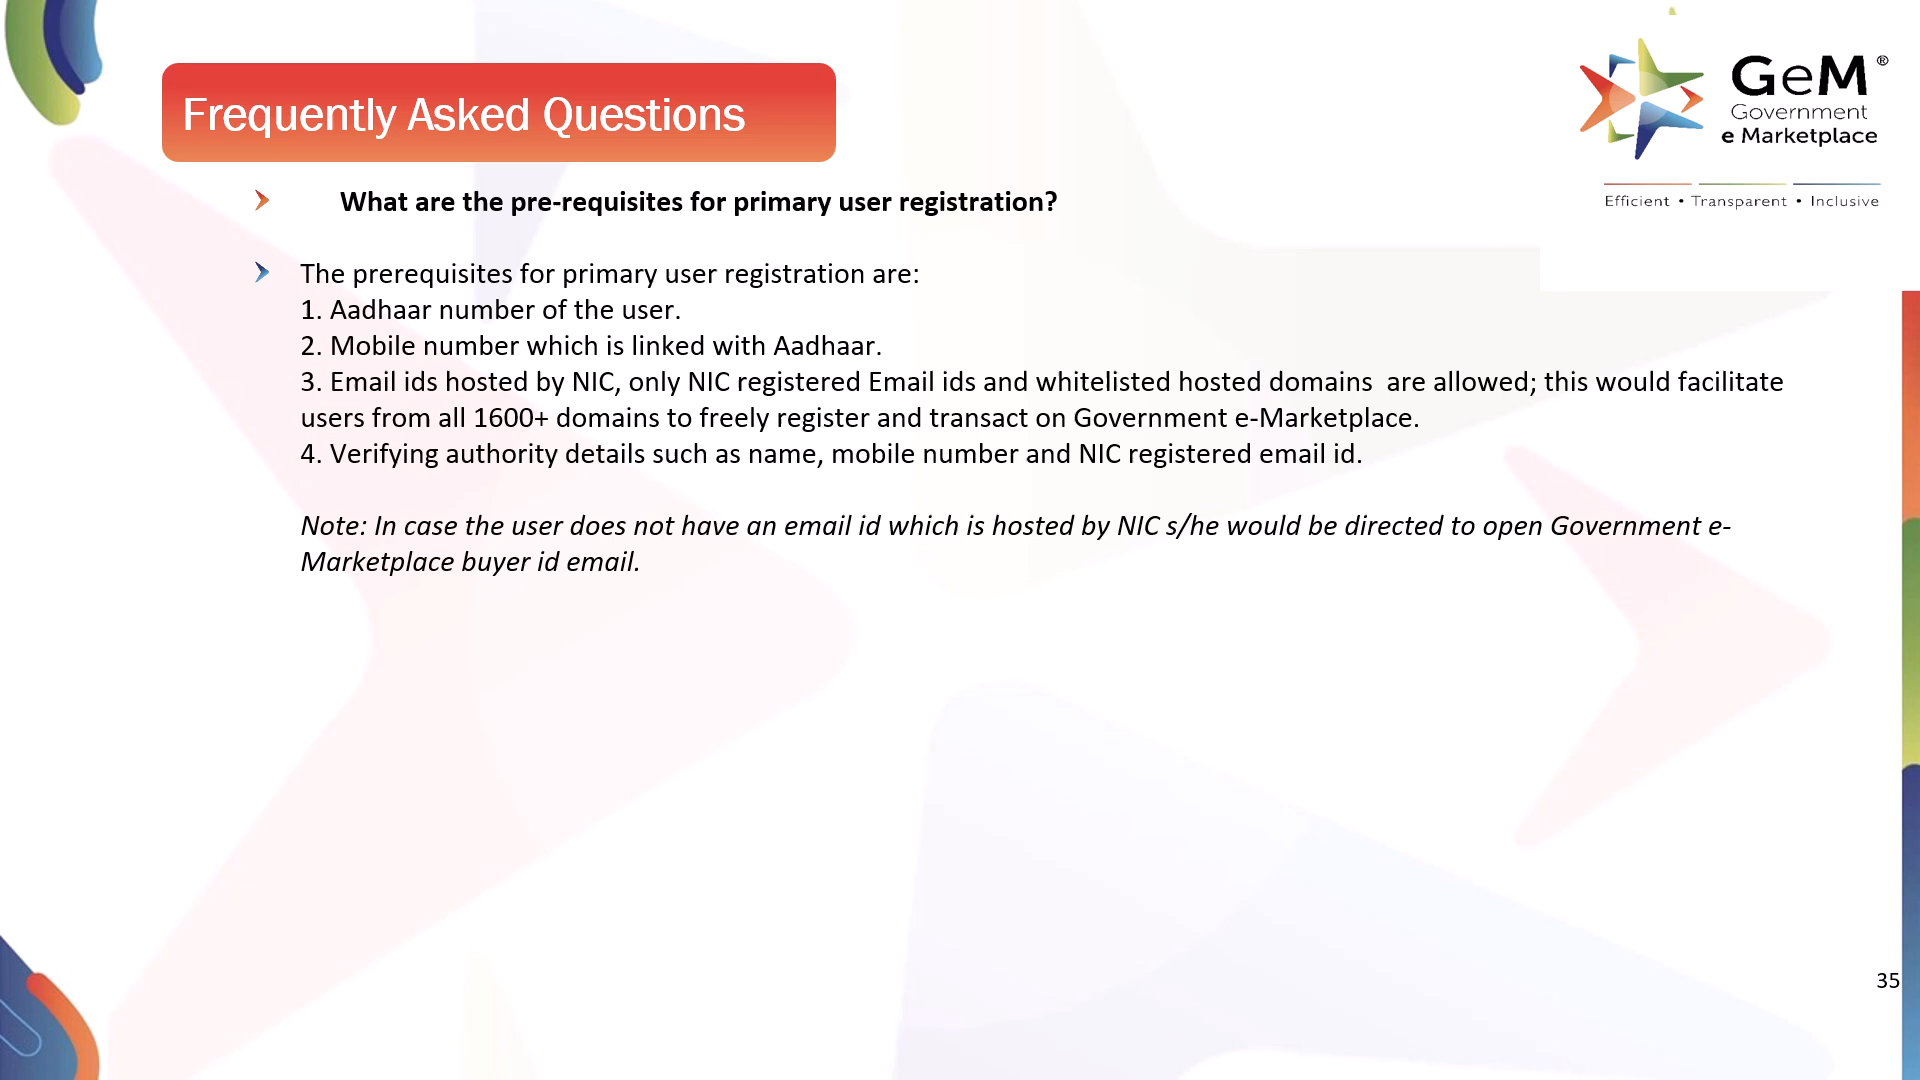 Frequently Asked Questions
GeM®
Government
e Marketplace
Efficient • Transparent • Inclusive
What are the pre-requisites for primary user registration?
The prerequisites for primary user registration are:
1. Aadhaar number of the user.
2. Mobile number which is linked with Aadhaar.
3. Email ids hosted by NIC, only NIC registered Email ids and whitelisted hosted domains  are allowed; this would facilitate
users from all 1600+ domains to freely register and transact on Government e-Marketplace.
4. Verifying authority details such as name, mobile number and NIC registered email id.
Note: In case the user does not have an email id which is hosted by NIC s/he would be directed to open Government e-
Marketplace buyer id email.
35